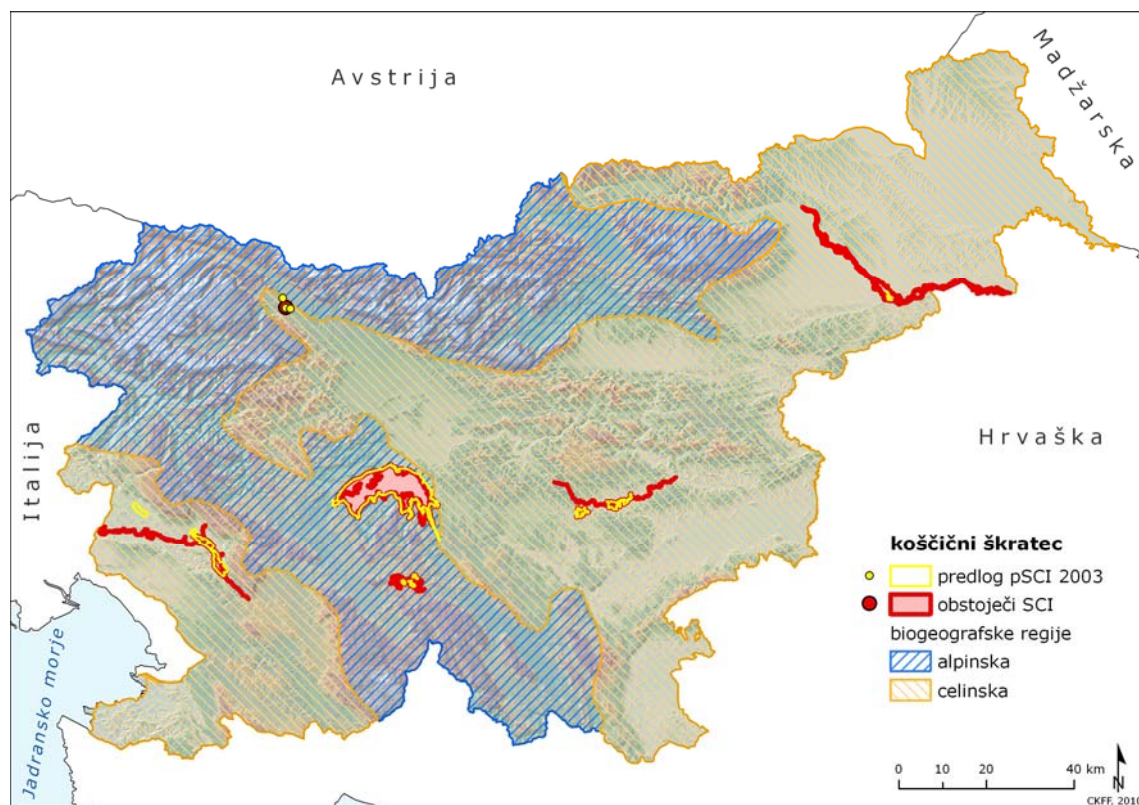 Avstrija
Madžarska
Italija
Hrvaška
Jadransko morje
koščični škratec
predlog pSCI 2003
obstoječi SCI
biogeografske regije
alpinska
celinska
0 10 20 40 km
N
CKFF, 2010